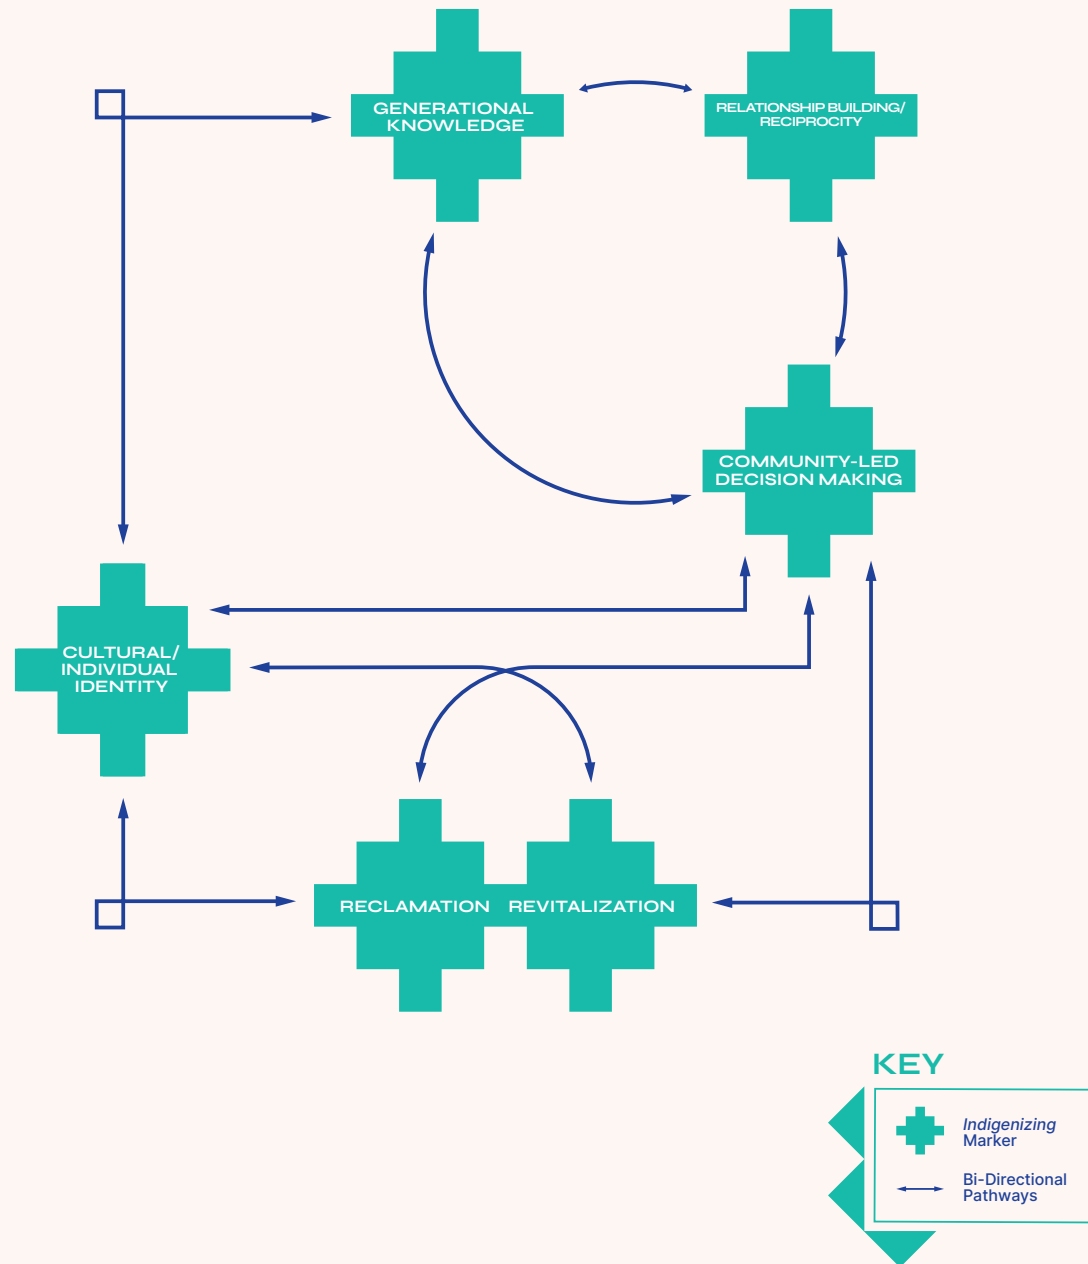 GENERATIONAL
KNOWLEDGE
RELATIONSHIP BUILDING/
RECIPROCITY
COMMUNITY-LED
DECISION MAKING
CULTURAL/
INDIVIDUAL
IDENTITY
RECLAMATION
REVITALIZATION
KEY
Indigenizing
Marker
Bi-Directional
Pathways